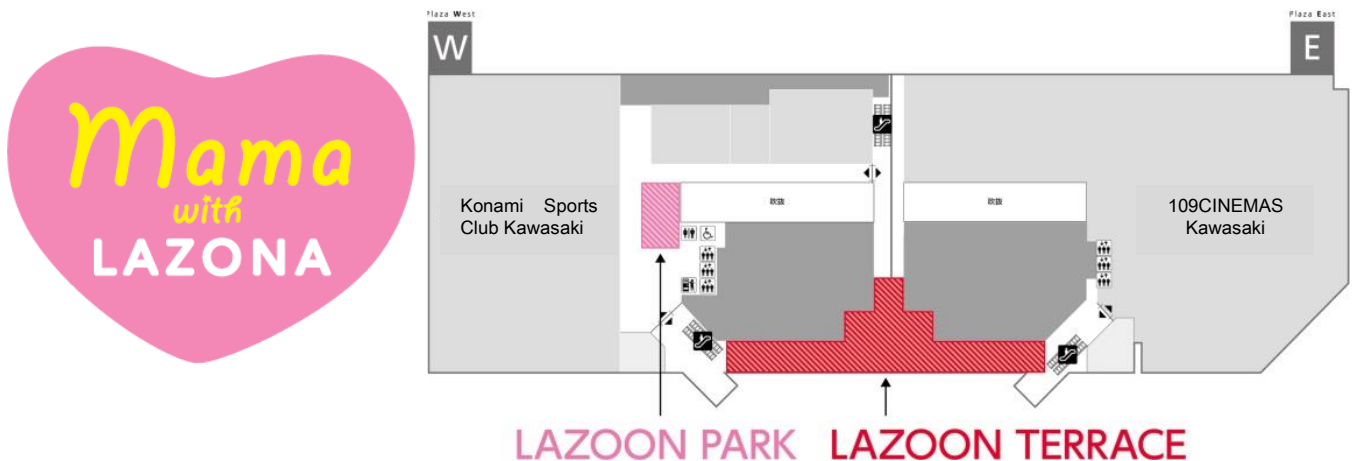 Mama
with
LAZONA
Plaza West
W
Plaza East
E
Konami Sports
Club Kawasaki
吹抜
吹抜
109CINEMAS
Kawasaki
LAZOON PARK
LAZOON TERRACE